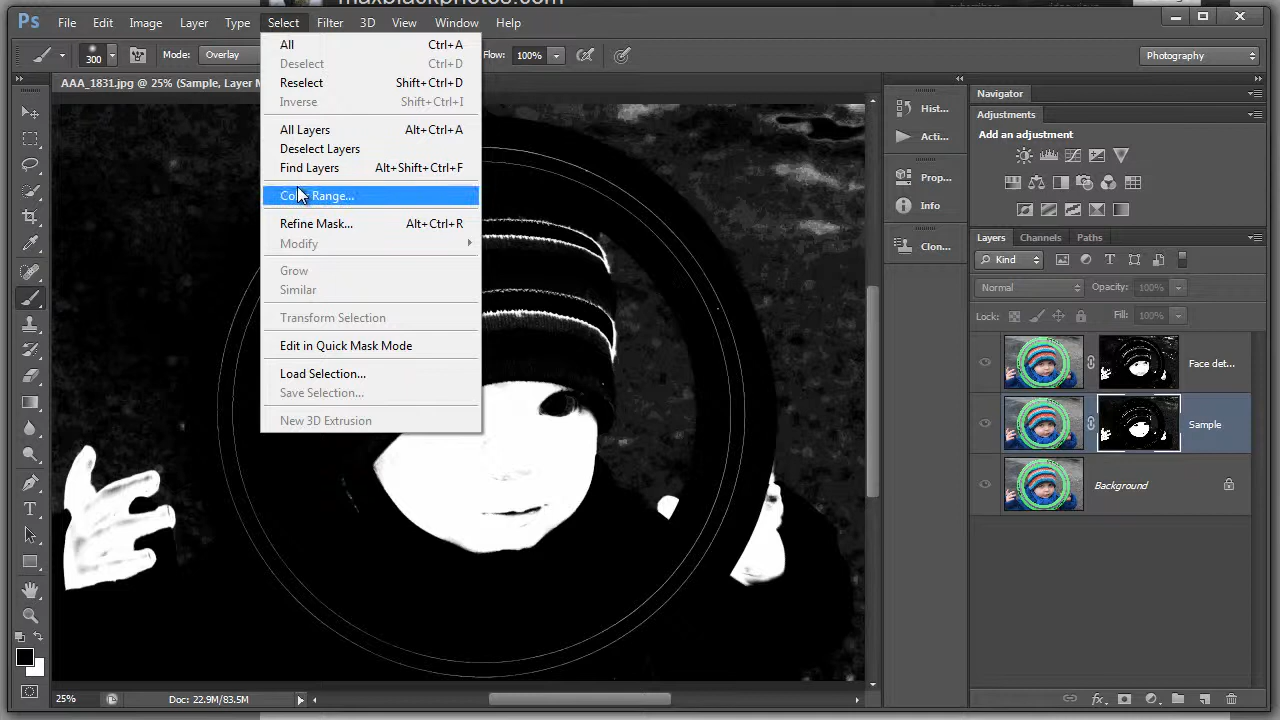 maxblackphotos.com
Ps File Edit Image Layer Type Select Filter 3D View Window Help
300 Mode: Overlay Flow: 100% Photography
AAA_1831.jpg @ 25% (Sample, Layer M
All Ctrl+A
Deselect Ctrl+D
Reselect Shift+Ctrl+D
Inverse Shift+Ctrl+I
All Layers Alt+Ctrl+A
Deselect Layers
Find Layers Alt+Shift+Ctrl+F
Color Range...
Refine Mask... Alt+Ctrl+R
Modify
Grow
Similar
Transform Selection
Edit in Quick Mask Mode
Load Selection...
Save Selection...
New 3D Extrusion
Hist...
Acti...
Prop...
Info
Clon...
Navigator
Adjustments
Add an adjustment
Layers Channels Paths
Kind
Normal Opacity: 100%
Lock: Fill: 100%
Face det...
Sample
Background
25% Doc: 22.9M/83.5M
fx